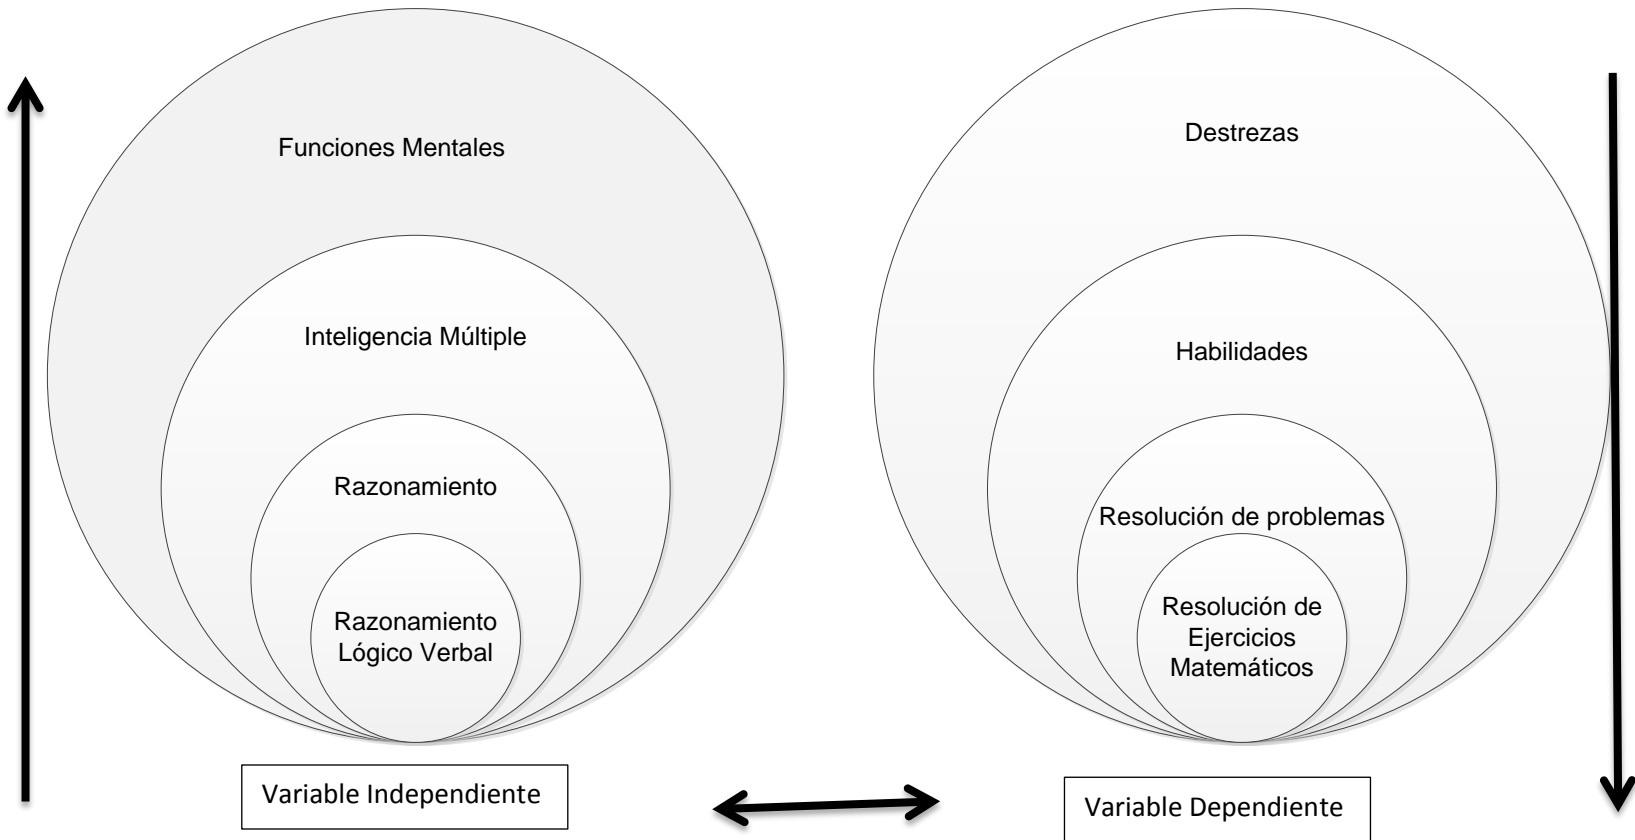 Funciones Mentales
Inteligencia Múltiple
Razonamiento
Razonamiento
Lógico Verbal
Variable Independiente
Destrezas
Habilidades
Resolución de problemas
Resolución de
Ejercicios
Matemáticos
Variable Dependiente